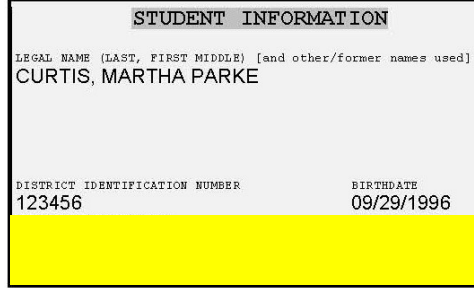 STUDENT INFORMATION
LEGAL NAME (LAST, FIRST MIDDLE) [and other/former names used]
CURTIS, MARTHA PARKE
DISTRICT IDENTIFICATION NUMBER BIRTHDATE
123456 09/29/1996